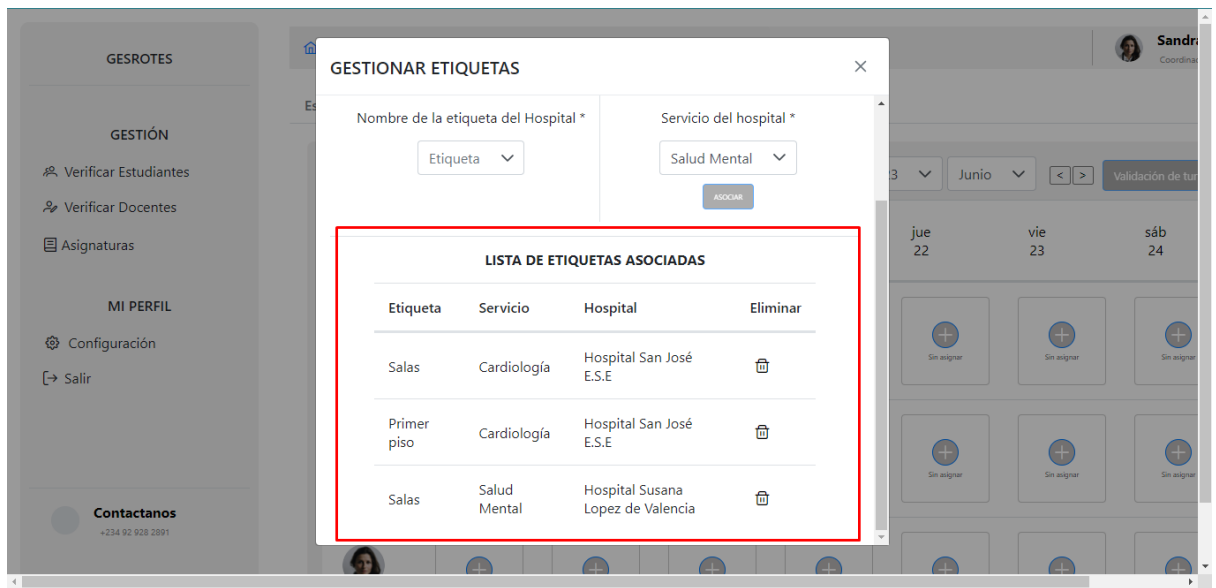 GESROTES
Sandra
Coordinac
GESTIONAR ETIQUETAS
Nombre de la etiqueta del Hospital *
Servicio del hospital *
Etiqueta
Salud Mental
ASOCIAR
GESTIÓN
Verificar Estudiantes
Verificar Docentes
Asignaturas
MI PERFIL
Configuración
Salir
Contactanos
+234 92 928 2891
Junio
Validación de tur
jue
22
vie
23
sáb
24
LISTA DE ETIQUETAS ASOCIADAS
Etiqueta Servicio Hospital Eliminar
Salas Cardiología Hospital San José
E.S.E
Primer
piso Cardiología Hospital San José
E.S.E
Salas Salud
Mental Hospital Susana
Lopez de Valencia
Sin asignar Sin asignar Sin asignar
Sin asignar Sin asignar Sin asignar